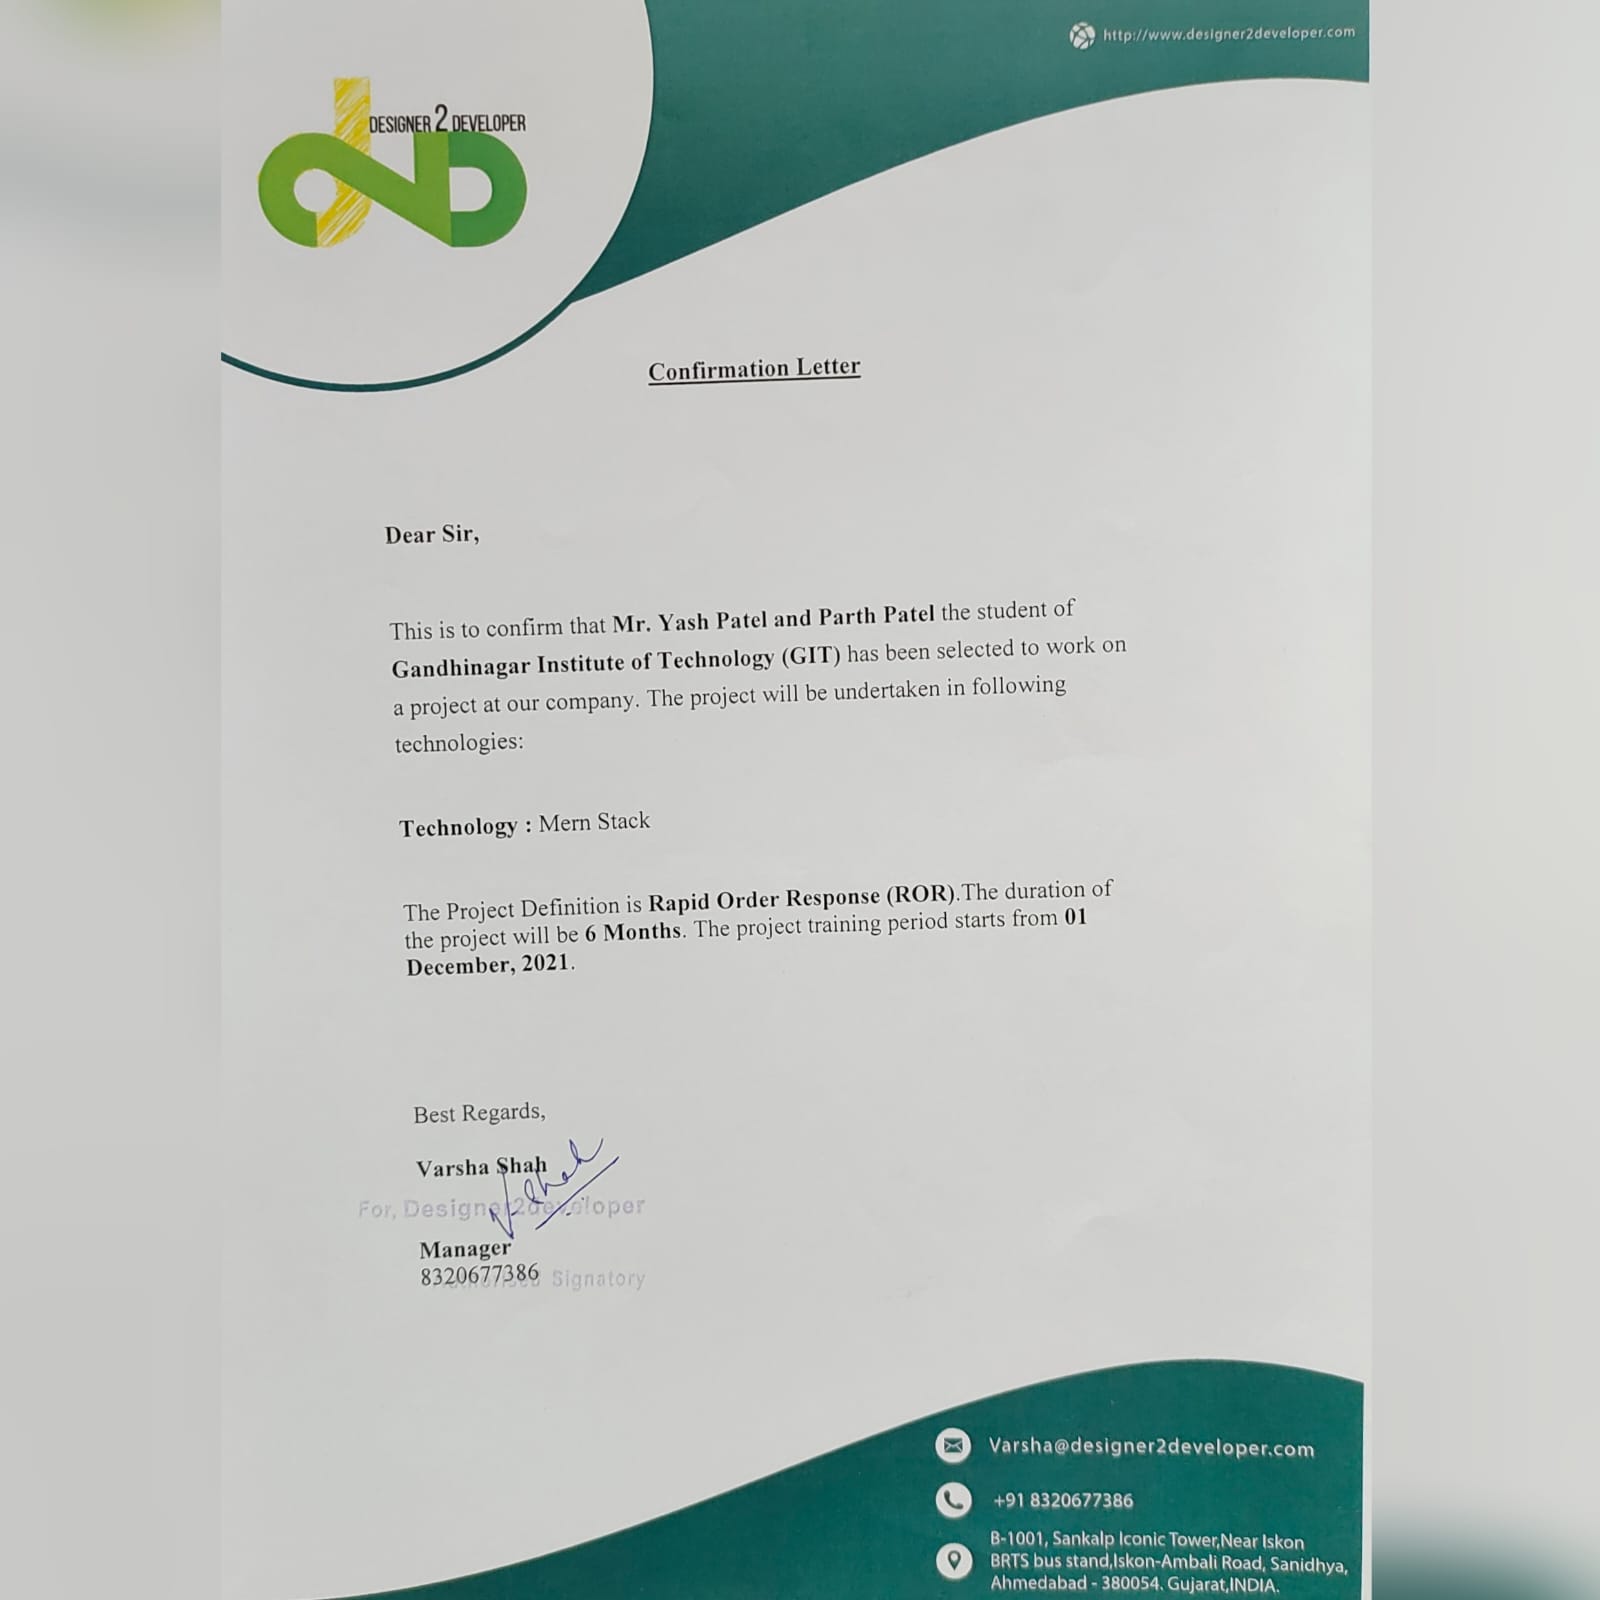 http://www.designer2developer.com
DESIGNER 2 DEVELOPER
Confirmation Letter
Dear Sir,
This is to confirm that Mr. Yash Patel and Parth Patel the student of
Gandhinagar Institute of Technology (GIT) has been selected to work on
a project at our company. The project will be undertaken in following
technologies:
Technology : Mern Stack
The Project Definition is Rapid Order Response (ROR).The duration of
the project will be 6 Months. The project training period starts from 01
December, 2021.
Best Regards,
Varsha Shah
V. Shah
For, Designer2developer
Manager
8320677386
Authorised Signatory
Varsha@designer2developer.com
+91 8320677386
B-1001, Sankalp Iconic Tower,Near Iskon
BRTS bus stand,Iskon-Ambali Road, Sanidhya,
Ahmedabad - 380054. Gujarat,INDIA.